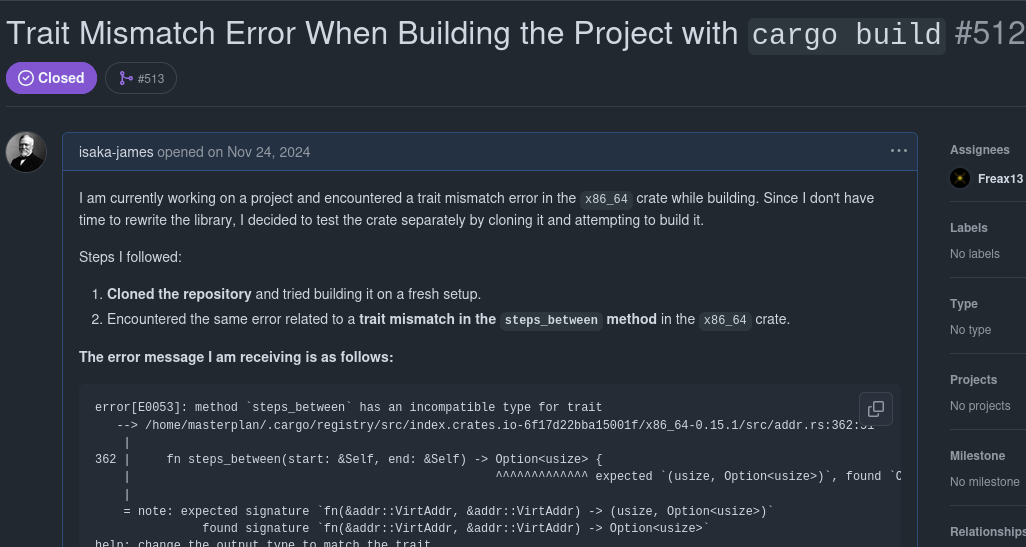 Trait Mismatch Error When Building the Project with cargo build #512
Closed
#513
isaka-james opened on Nov 24, 2024
I am currently working on a project and encountered a trait mismatch error in the x86_64 crate while building. Since I don't have
time to rewrite the library, I decided to test the crate separately by cloning it and attempting to build it.
Steps I followed:
1. Cloned the repository and tried building it on a fresh setup.
2. Encountered the same error related to a trait mismatch in the steps_between method in the x86_64 crate.
The error message I am receiving is as follows:
error[E0053]: method `steps_between` has an incompatible type for trait
--> /home/masterplan/.cargo/registry/src/index.crates.io-6f17d22bba15001f/x86_64-0.15.1/src/addr.rs:362:
|
362 |     fn steps_between(start: &Self, end: &Self) -> Option<usize> {
|                                                   ^^^^^^^^^^^^^ expected `(usize, Option<usize>)`, found `
|
= note: expected signature `fn(&addr::VirtAddr, &addr::VirtAddr) -> (usize, Option<usize>)`
found signature `fn(&addr::VirtAddr, &addr::VirtAddr) -> Option<usize>`
help: change the output type to match the trait
Assignees
Freax13
Labels
No labels
Type
No type
Projects
No projects
Milestone
No milestone
Relationships